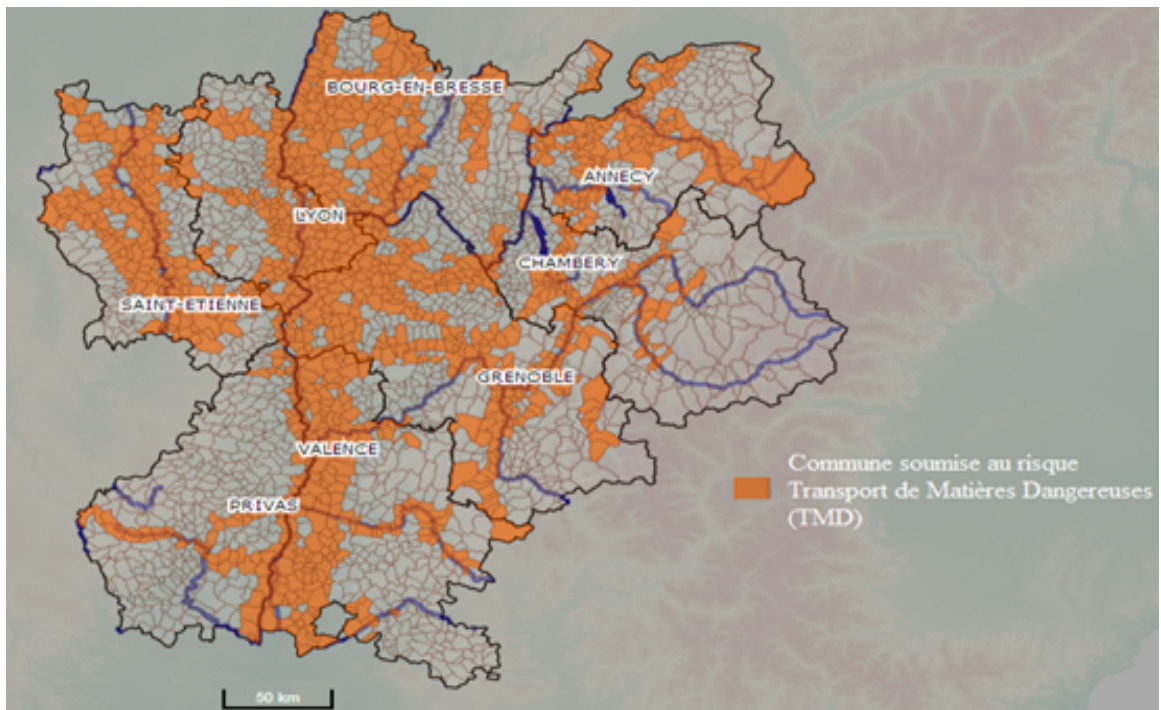 BOURG-EN-BRESSE
ANNECY
LYON
CHAMBERY
SAINT-ETIENNE
GRENOBLE
VALENCE
PRIVAS
Commune soumise au risque
Transport de Matières Dangereuses
(TMD)
50 km